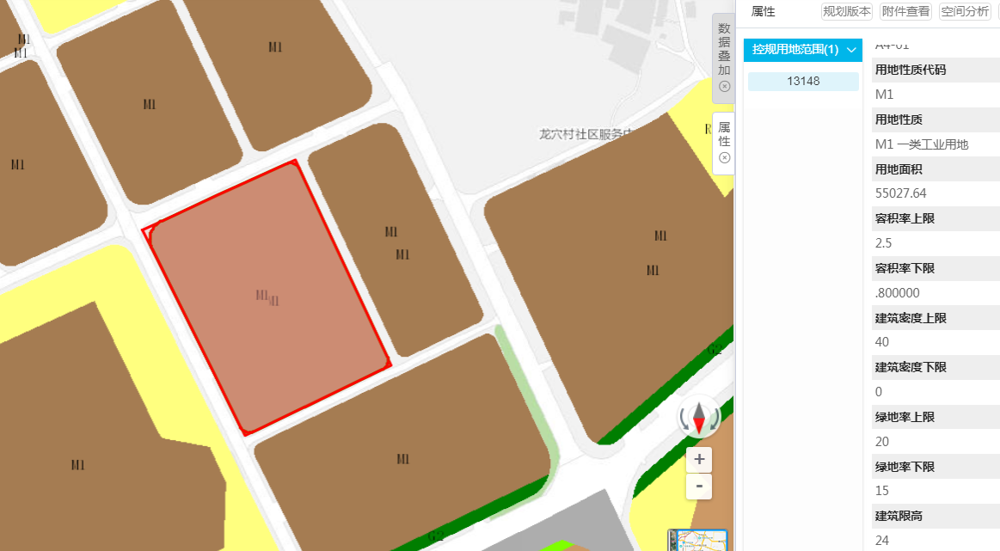 M1
M1
M1
M1
M1
M1
M1
M1
M1
M1
M1
M1
M1
M1
R
G2
G2
龙穴村社区服务中
数据叠加
属性
+
-
属性
规划版本
附件查看
空间分析
控规用地范围(1)
13148
A4-01
用地性质代码
M1
用地性质
M1 一类工业用地
用地面积
55027.64
容积率上限
2.5
容积率下限
.800000
建筑密度上限
40
建筑密度下限
0
绿地率上限
20
绿地率下限
15
建筑限高
24